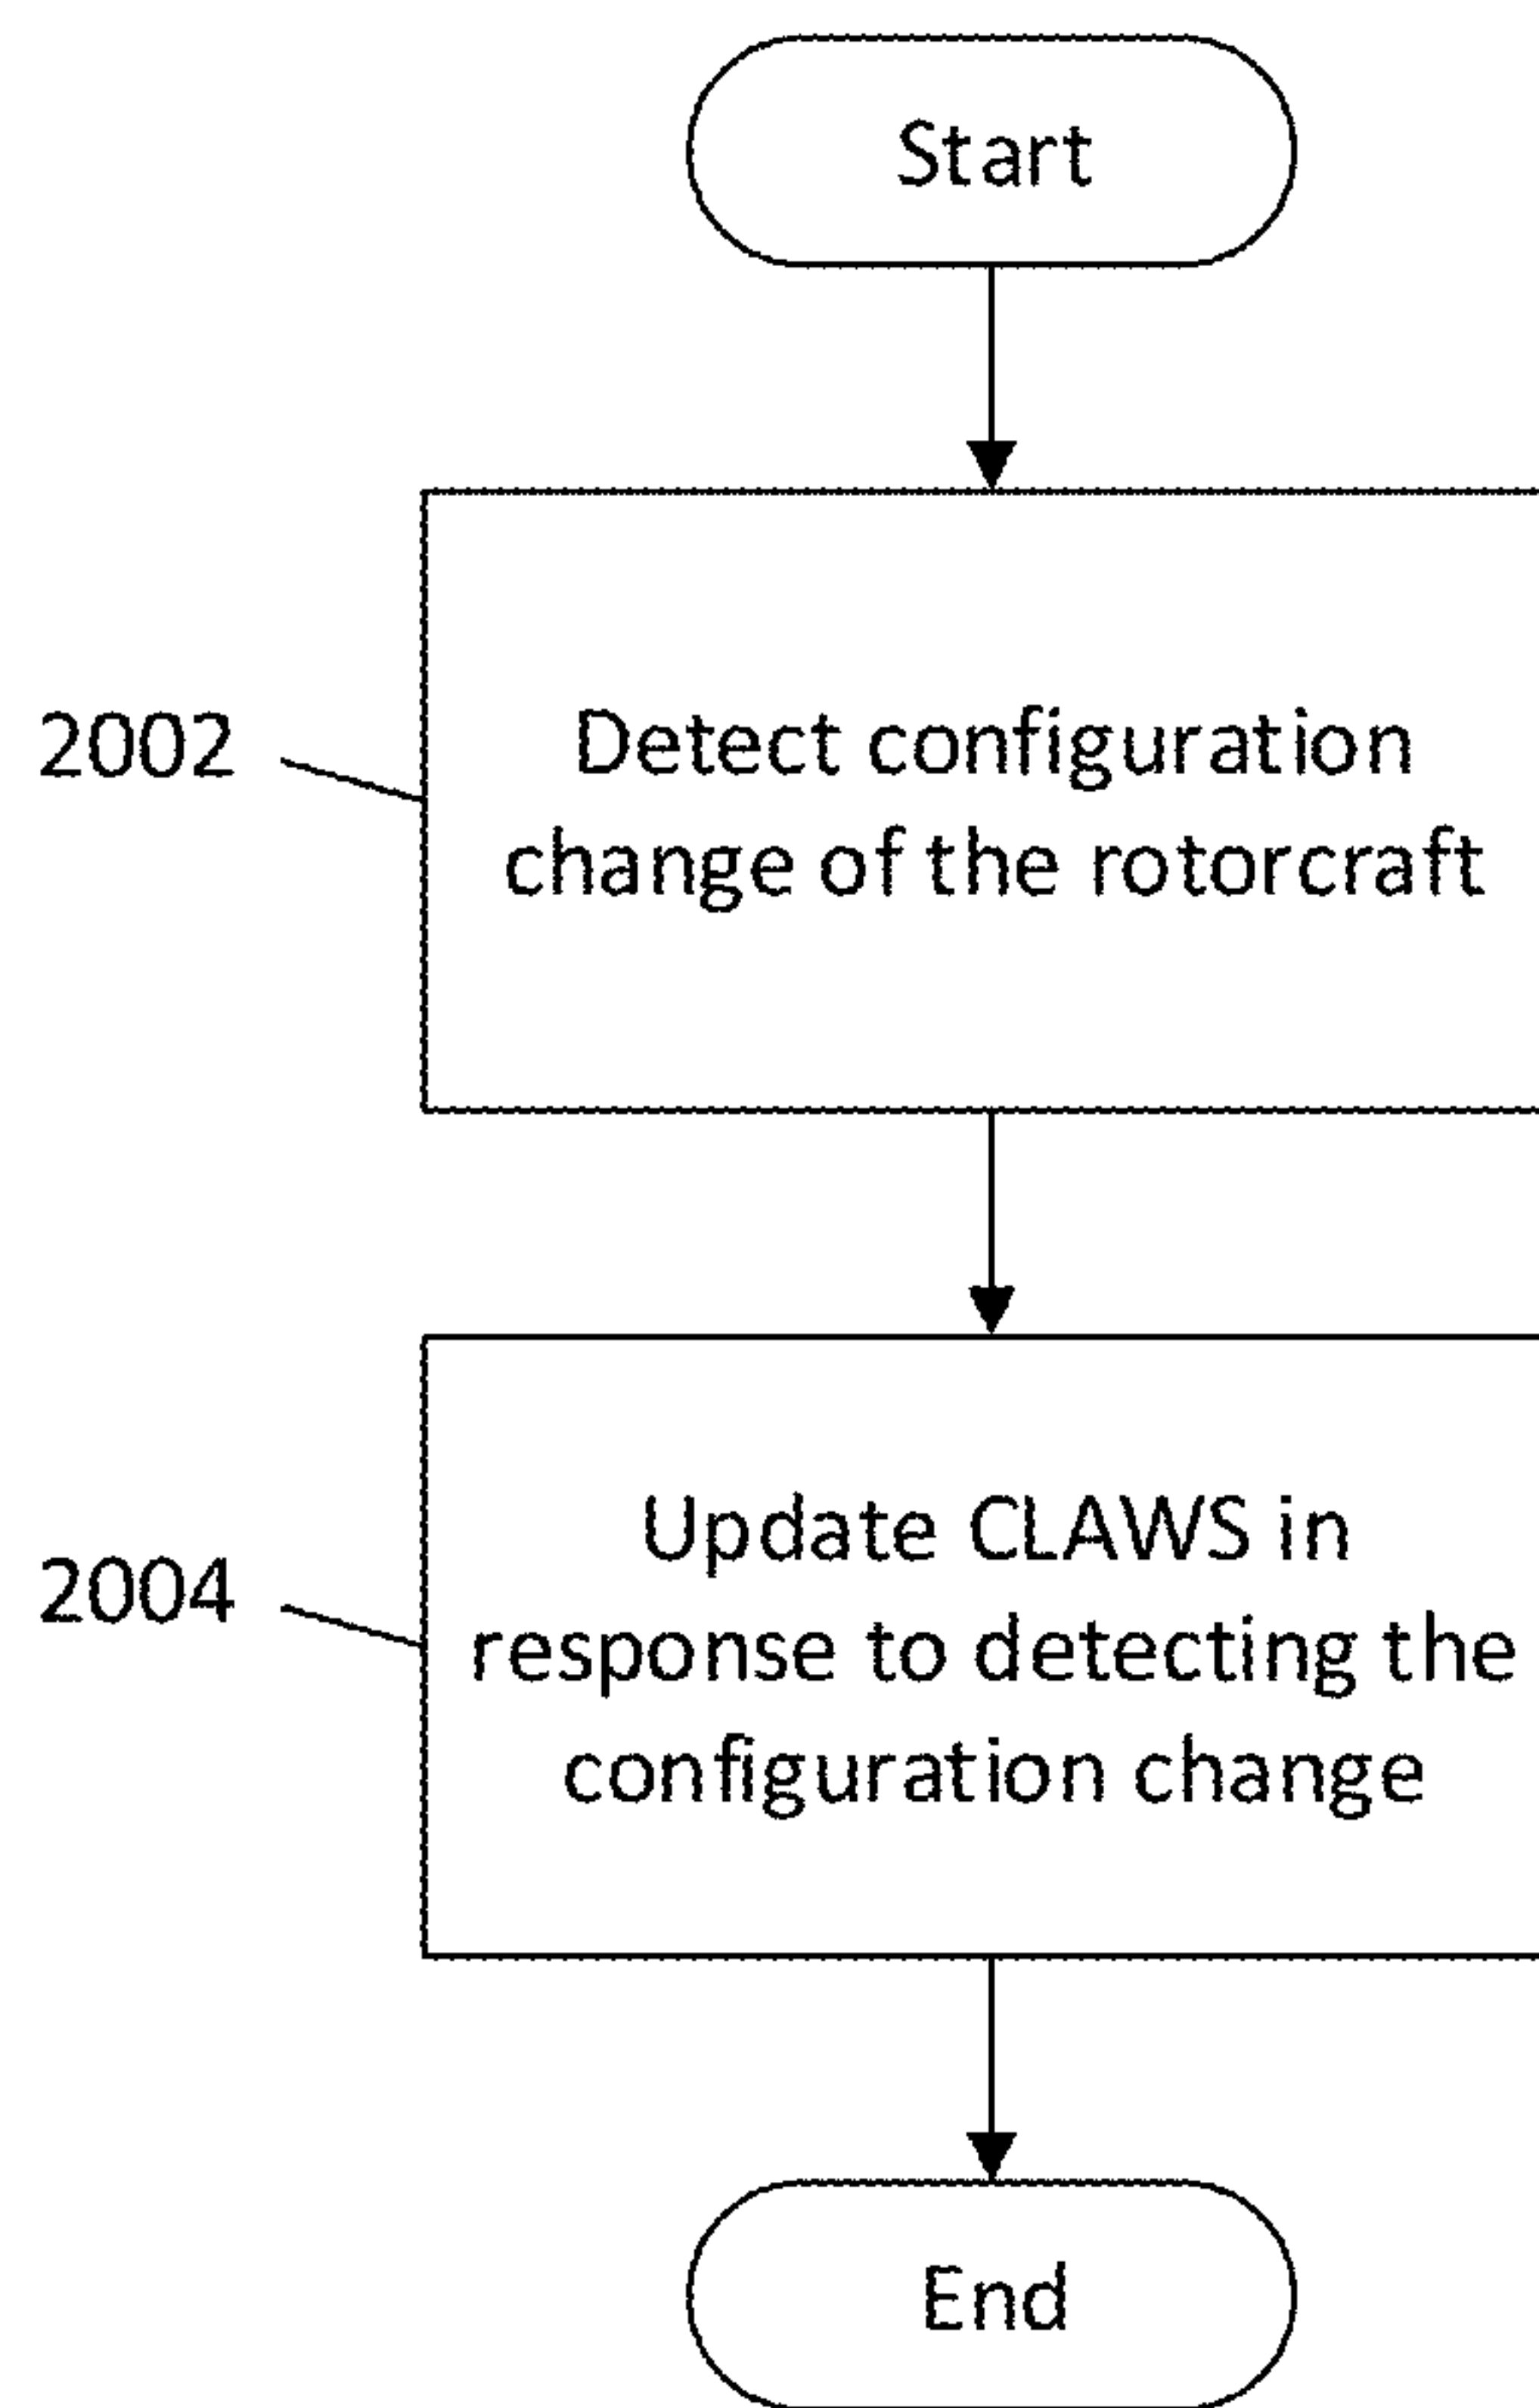 Start
2002
Detect configuration
change of the rotorcraft
2004
Update CLAWS in
response to detecting the
configuration change
End